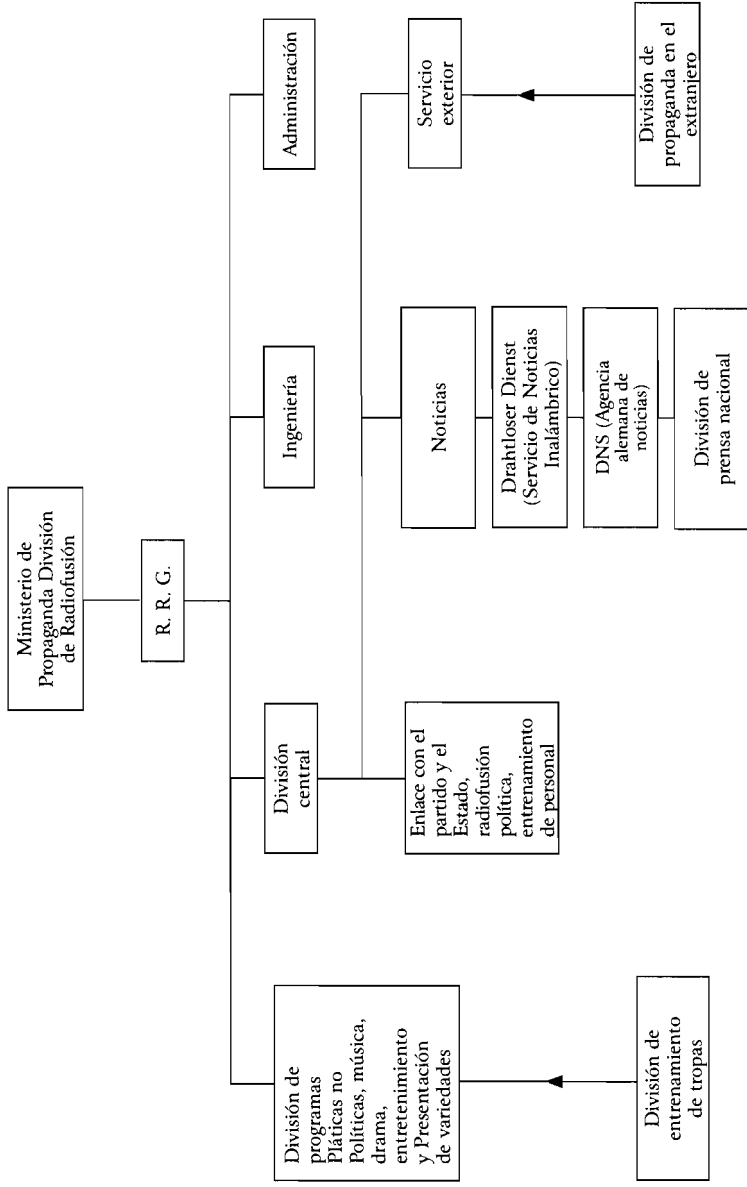 Ministerio de
Propaganda División
de Radiofusión
R. R. G.
División de
programas
Pláticas no
Políticas, música,
drama,
entretenimiento
y Presentación
de variedades
División
central
Ingeniería
Administración
Enlace con el
partido y el
Estado,
radiofusión
política,
entrenamiento
de personal
Noticias
Servicio
exterior
Drahtloser Dienst
(Servicio de Noticias
Inalámbrico)
DNS (Agencia
alemana de
noticias)
División de
prensa nacional
División de
entrenamiento
de tropas
División de
propaganda en el
extranjero